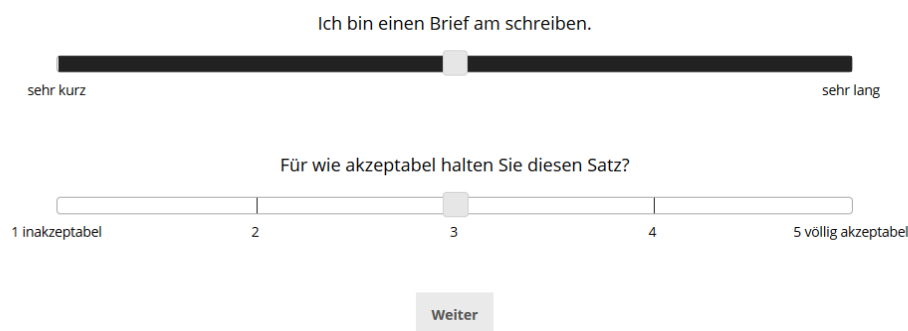 Ich bin einen Brief am schreiben.
sehr kurz sehr lang
Für wie akzeptabel halten Sie diesen Satz?
1 inakzeptabel 2 3 4 5 völlig akzeptabel
Weiter